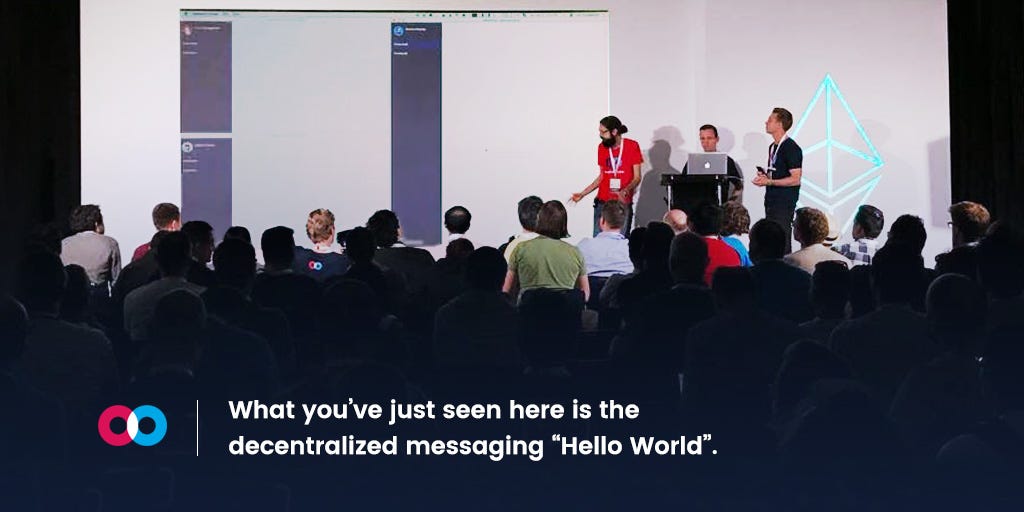 What you’ve just seen here is the
decentralized messaging “Hello World”.